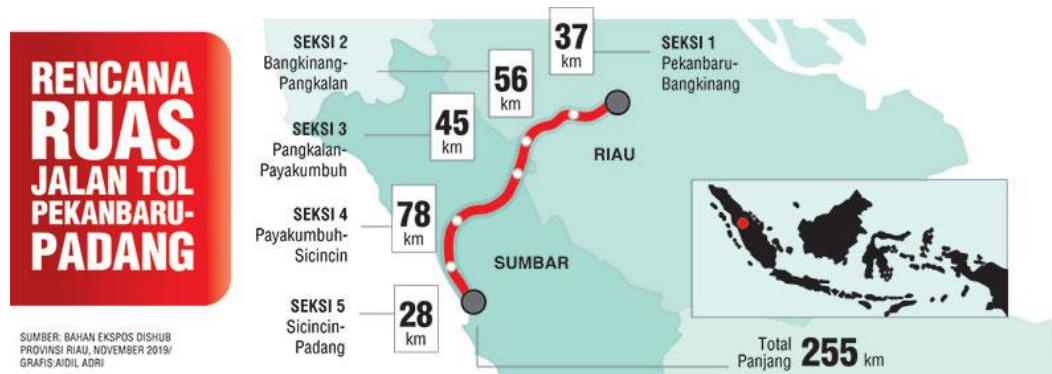 RENCANA
RUAS
JALAN TOL
PEKANBARU-
PADANG
SUMBER: BAHAN EKSPOS DISHUB
PROVINSI RIAU, NOVEMBER 2019/
GRAFIS:AIDIL ADRI
SEKSI 1
Pekanbaru-
Bangkinang
37
km
SEKSI 2
Bangkinang-
Pangkalan
56
km
SEKSI 3
Pangkalan-
Payakumbuh
45
km
SEKSI 4
Payakumbuh-
Sicincin
78
km
SEKSI 5
Sicincin-
Padang
28
km
RIAU
SUMBAR
Total
Panjang 255 km